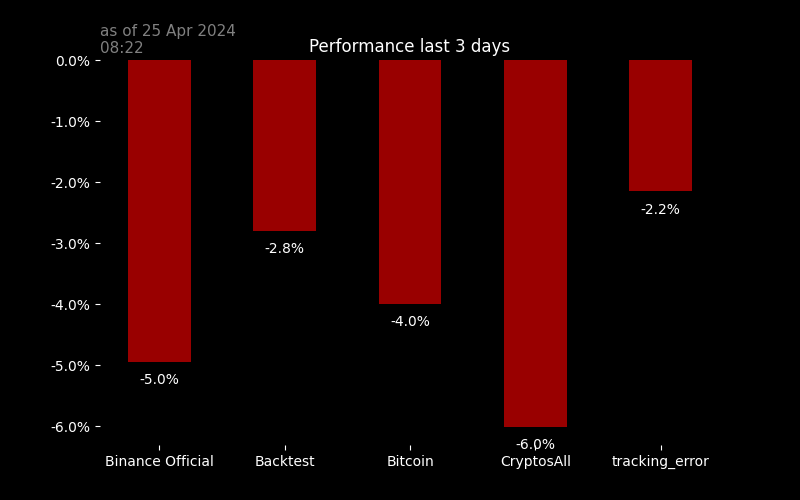 as of 25 Apr 2024
08:22
Performance last 3 days
0.0%
-1.0%
-2.0%
-3.0%
-4.0%
-5.0%
-6.0%
-5.0%
-2.8%
-4.0%
-6.0%
-2.2%
Binance Official
Backtest
Bitcoin
CryptosAll
tracking_error